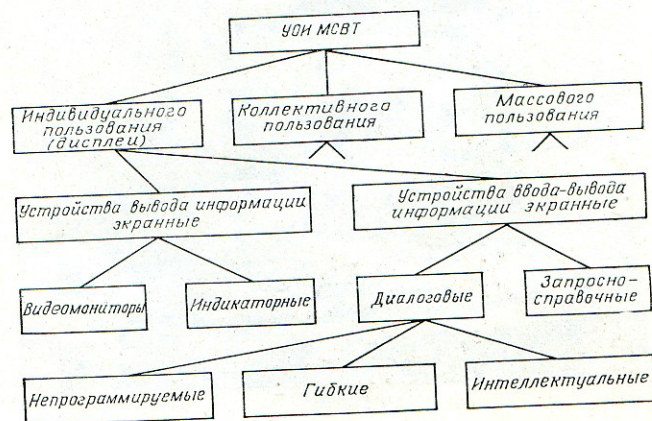 УОИ МСВТ
Индивидуального
пользования
(дисплеи)
Коллективного
пользования
Массового
пользования
Устройства вывода информации
экранные
Устройства ввода-вывода
информации экранные
Видеомониторы
Индикаторные
Диалоговые
Запросно-
справочные
Непрограммируемые
Гибкие
Интеллектуальные